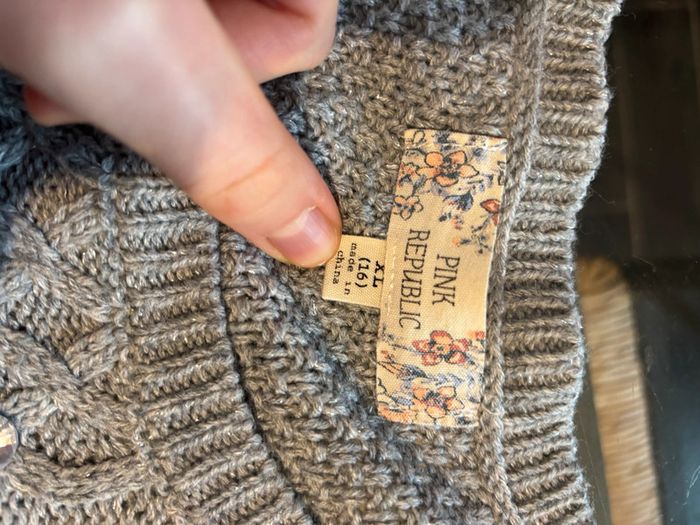 PINK
REPUBLIC
XL
(16)
made in
china